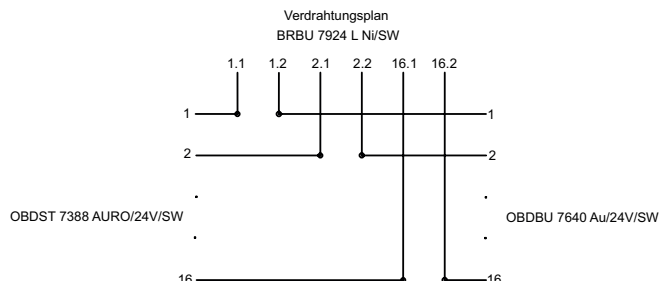 Verdrahtungsplan
BRBU 7924 L Ni/SW
1.1 1.2 2.1 2.2 16.1 16.2
1 1
2 2
OBDST 7388 AURO/24V/SW OBDBU 7640 Au/24V/SW
16 16